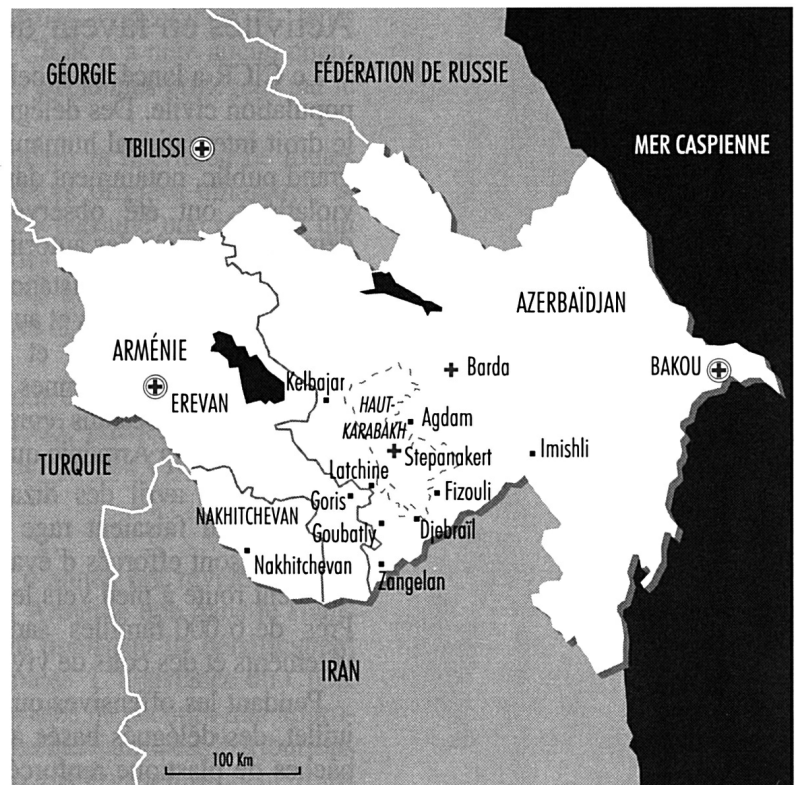 GÉORGIE
FÉDÉRATION DE RUSSIE
TBILISSI
MER CASPIENNE
AZERBAÏDJAN
ARMÉNIE
BAKOU
Barda
Kelbajar
EREVAN
HAUT-
KARABAKH
Agdam
TURQUIE
Stepanakert
Imishli
Latchine
Goris
Fizouli
NAKHITCHEVAN
Goubatly
Djebraïl
Nakhitchevan
Zangelan
IRAN
100 Km